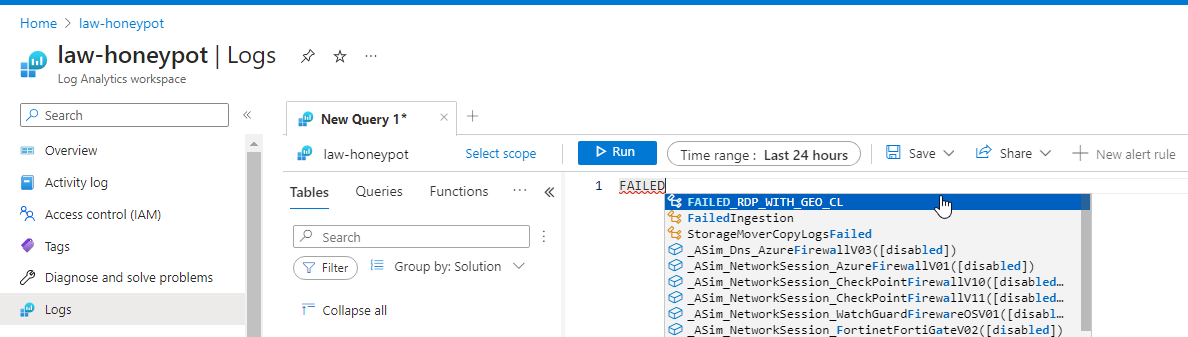 Home > law-honeypot
law-honeypot | Logs
Log Analytics workspace
Search
Overview
Activity log
Access control (IAM)
Tags
Diagnose and solve problems
Logs
New Query 1*
law-honeypot
Select scope
Run
Time range : Last 24 hours
Save
Share
New alert rule
Tables
Queries
Functions
Search
Filter
Group by: Solution
Collapse all
1 FAILED
FAILED_RDP_WITH_GEO_CL
FailedIngestion
StorageMoverCopyLogsFailed
_ASim_Dns_AzureFirewallV03([disabled])
_ASim_NetworkSession_AzureFirewallV01([disabled])
_ASim_NetworkSession_CheckPointFirewallV10([disabled…
_ASim_NetworkSession_CheckPointFirewallV11([disabled…
_ASim_NetworkSession_WatchGuardFirewareOSV01([disabl…
_ASim_NetworkSession_FortinetFortiGateV02([disabled])